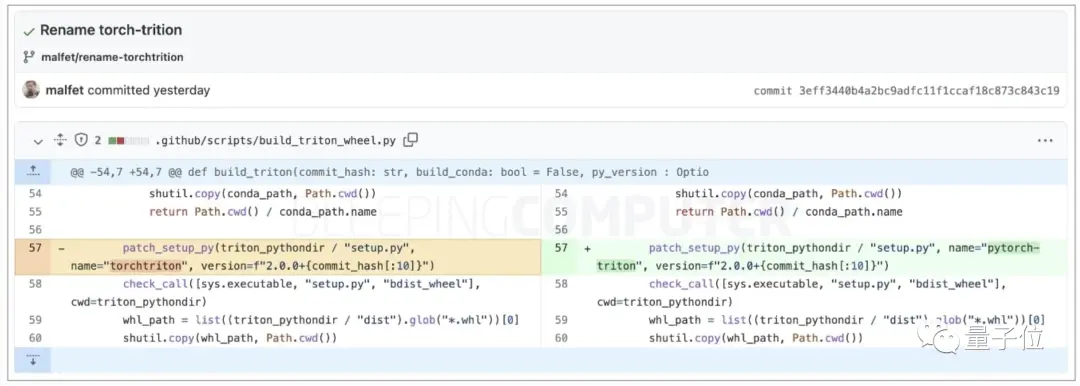 Rename torch-trition
malfet/rename-torchtrition
malfet committed yesterday
commit 3eff3440b4a2bc9adfc11f1ccaf18c873c843c19
2 .github/scripts/build_triton_wheel.py
@@ -54,7 +54,7 @@ def build_triton(commit_hash: str, build_conda: bool = False, py_version : Optio
54 shutil.copy(conda_path, Path.cwd())
55 return Path.cwd() / conda_path.name
56
57 - patch_setup_py(triton_pythondir / "setup.py",
name="torchtriton", version=f"2.0.0+{commit_hash[:10]}")
58 check_call([sys.executable, "setup.py", "bdist_wheel"],
cwd=triton_pythondir)
59 whl_path = list((triton_pythondir / "dist").glob("*.whl"))[0]
60 shutil.copy(whl_path, Path.cwd())
54 shutil.copy(conda_path, Path.cwd())
55 return Path.cwd() / conda_path.name
56
57 + patch_setup_py(triton_pythondir / "setup.py", name="pytorch-
triton", version=f"2.0.0+{commit_hash[:10]}")
58 check_call([sys.executable, "setup.py", "bdist_wheel"],
cwd=triton_pythondir)
59 whl_path = list((triton_pythondir / "dist").glob("*.whl"))[0]
60 shutil.copy(whl_path, Path.cwd())
BLEEPINGCOMPUTER
量子位